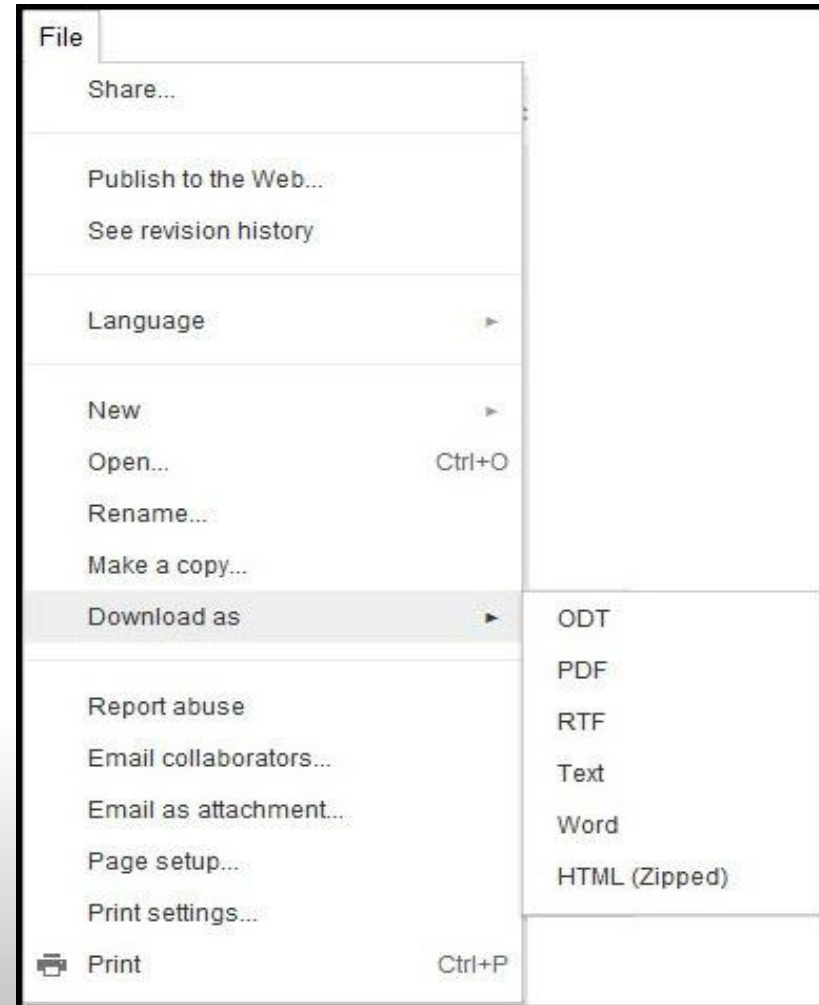 File
Share...
Publish to the Web...
See revision history
Language
New
Open... Ctrl+O
Rename...
Make a copy...
Download as
ODT
PDF
RTF
Text
Word
HTML (Zipped)
Report abuse
Email collaborators...
Email as attachment...
Page setup...
Print settings...
Print Ctrl+P